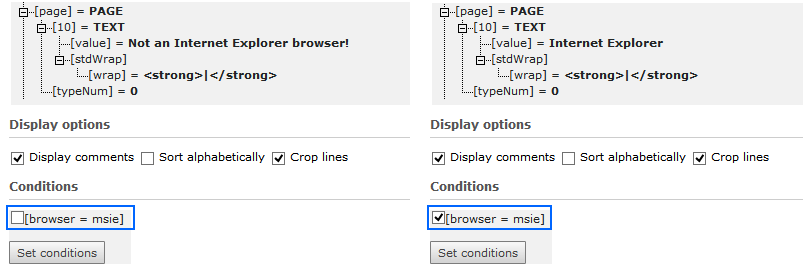 [page] = PAGE
[10] = TEXT
[value] = Not an Internet Explorer browser!
[stdWrap]
[wrap] = <strong>|</strong>
[typeNum] = 0
Display options
Display comments Sort alphabetically Crop lines
Conditions
[browser = msie]
Set conditions
[page] = PAGE
[10] = TEXT
[value] = Internet Explorer
[stdWrap]
[wrap] = <strong>|</strong>
[typeNum] = 0
Display options
Display comments Sort alphabetically Crop lines
Conditions
[browser = msie]
Set conditions